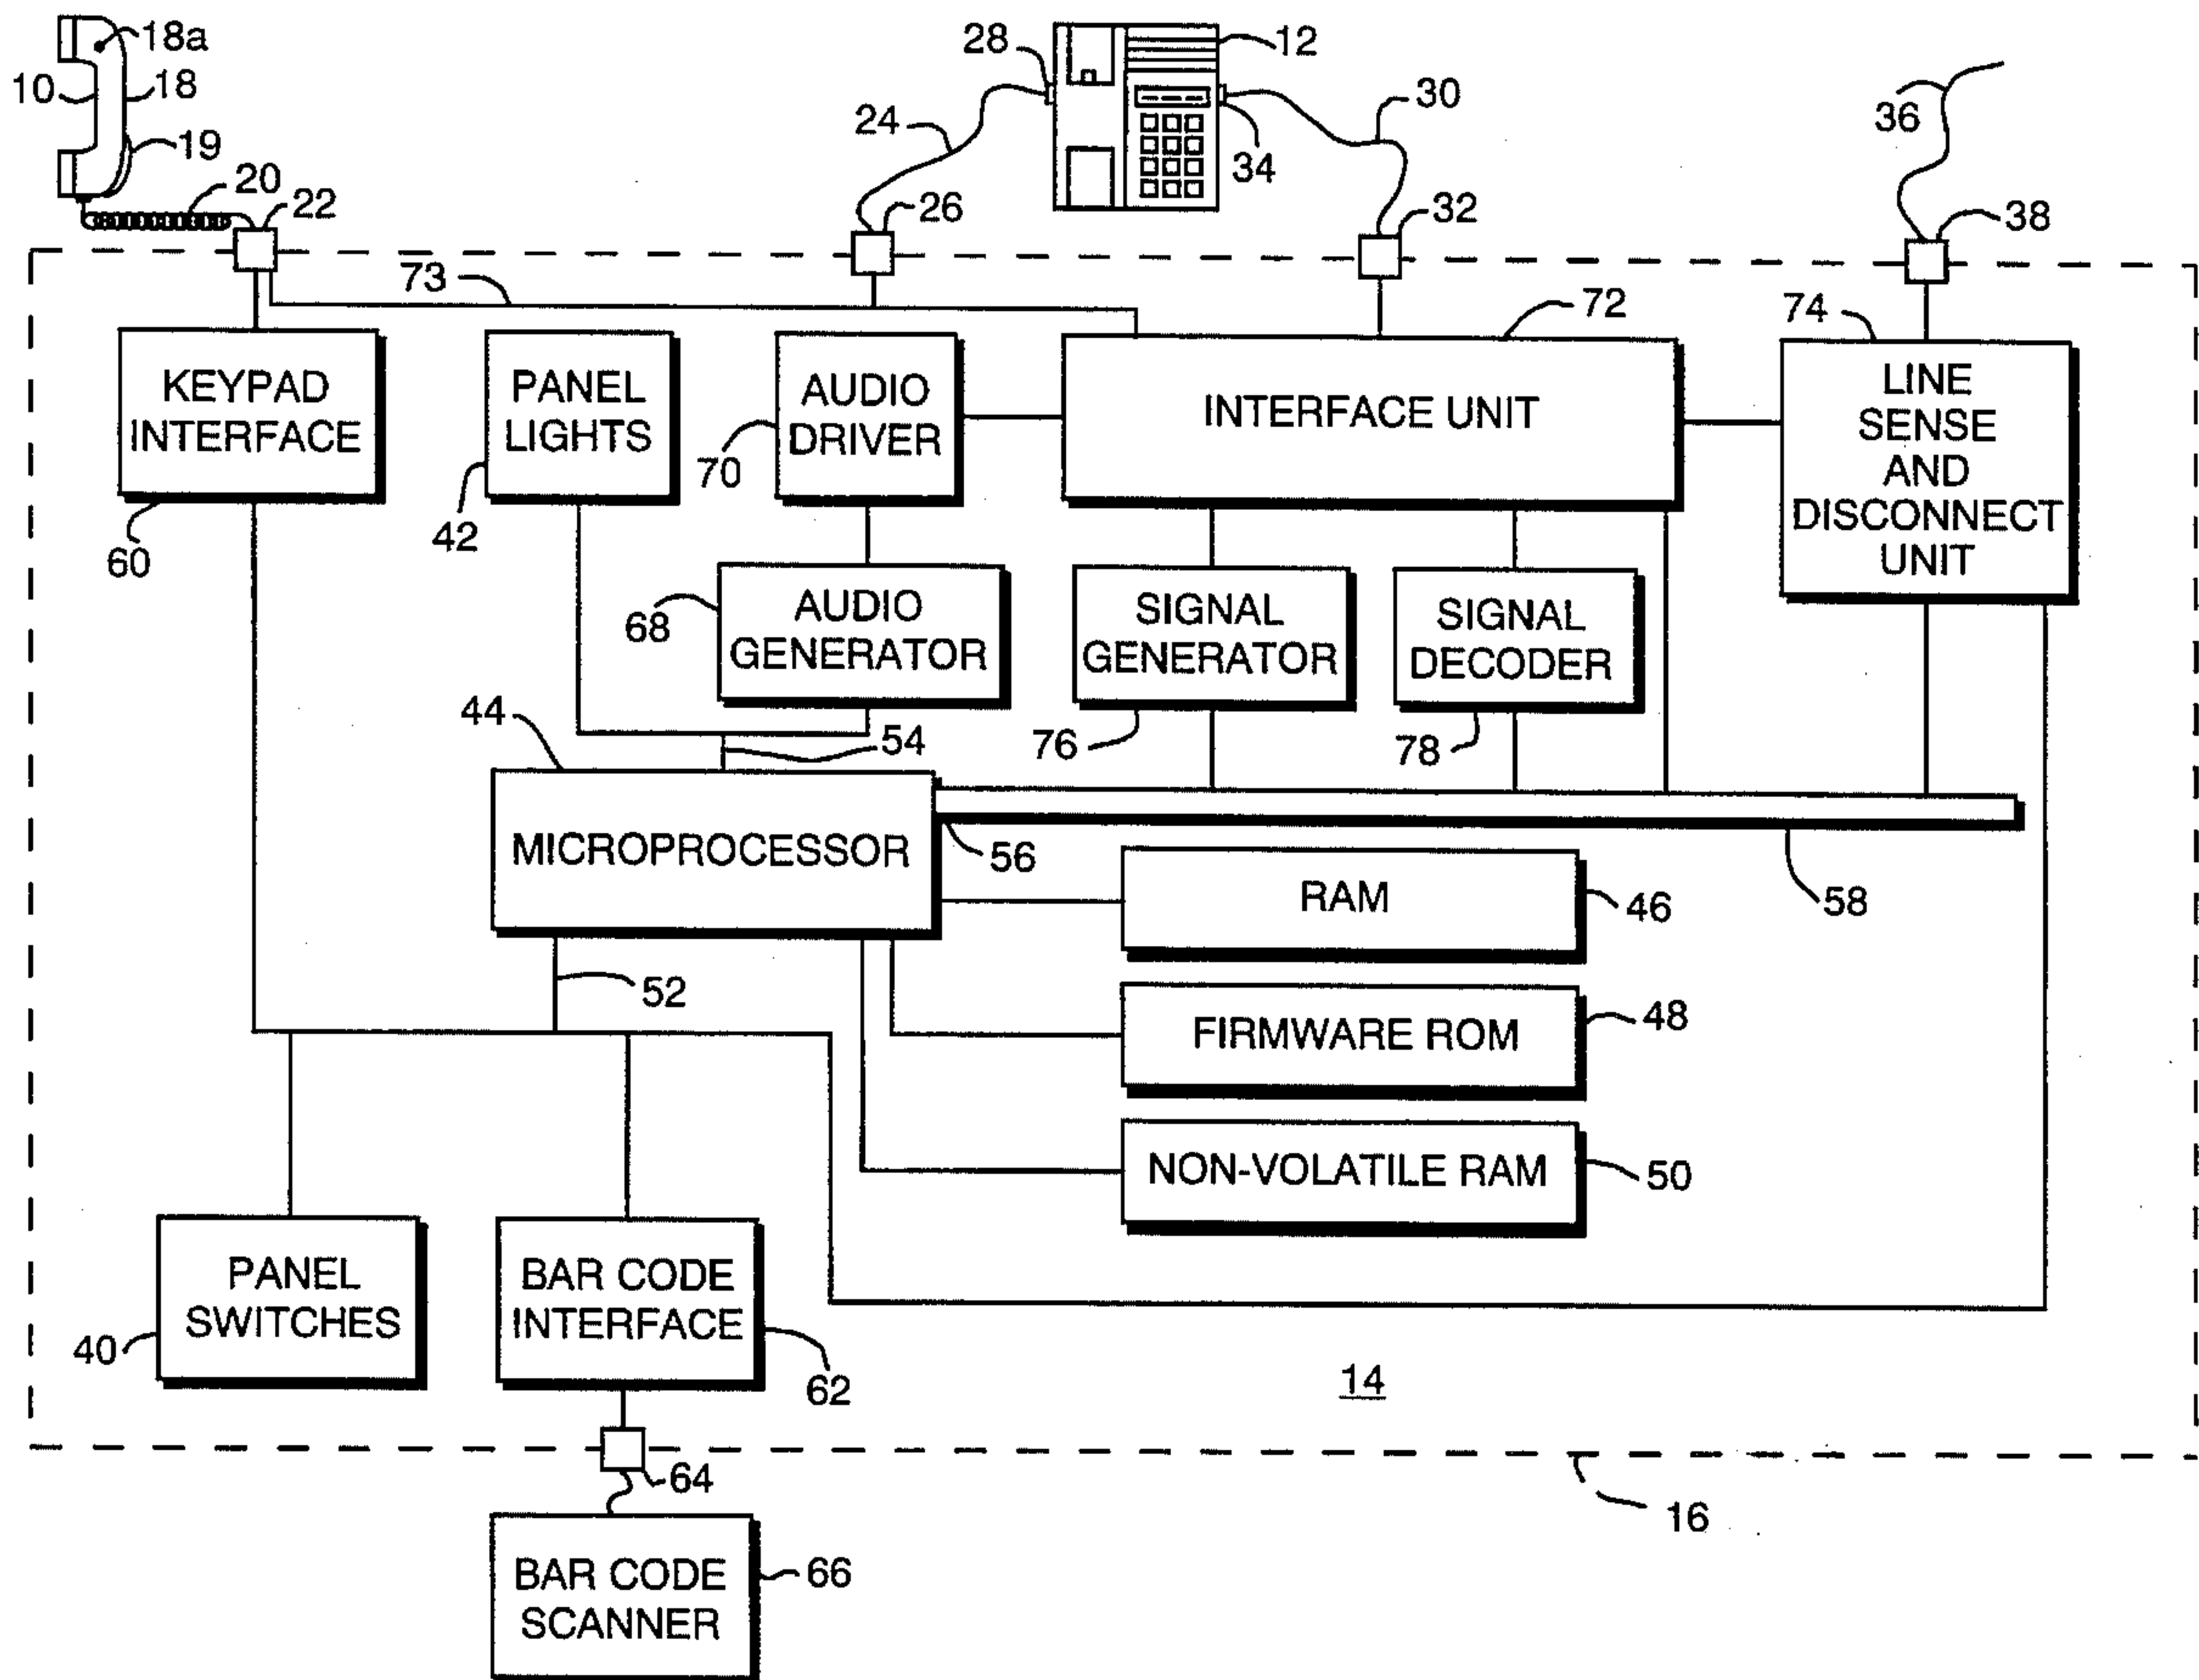 18a
10
18
19
20
22
28
12
24
30
34
26
32
36
38
73
72
74
KEYPAD
INTERFACE
60
PANEL
LIGHTS
42
AUDIO
DRIVER
70
INTERFACE UNIT
LINE
SENSE
AND
DISCONNECT
UNIT
68
AUDIO
GENERATOR
SIGNAL
GENERATOR
76
SIGNAL
DECODER
78
44
54
MICROPROCESSOR
56
58
RAM
46
52
FIRMWARE ROM
48
NON-VOLATILE RAM
50
PANEL
SWITCHES
40
BAR CODE
INTERFACE
62
14
64
16
BAR CODE
SCANNER
66